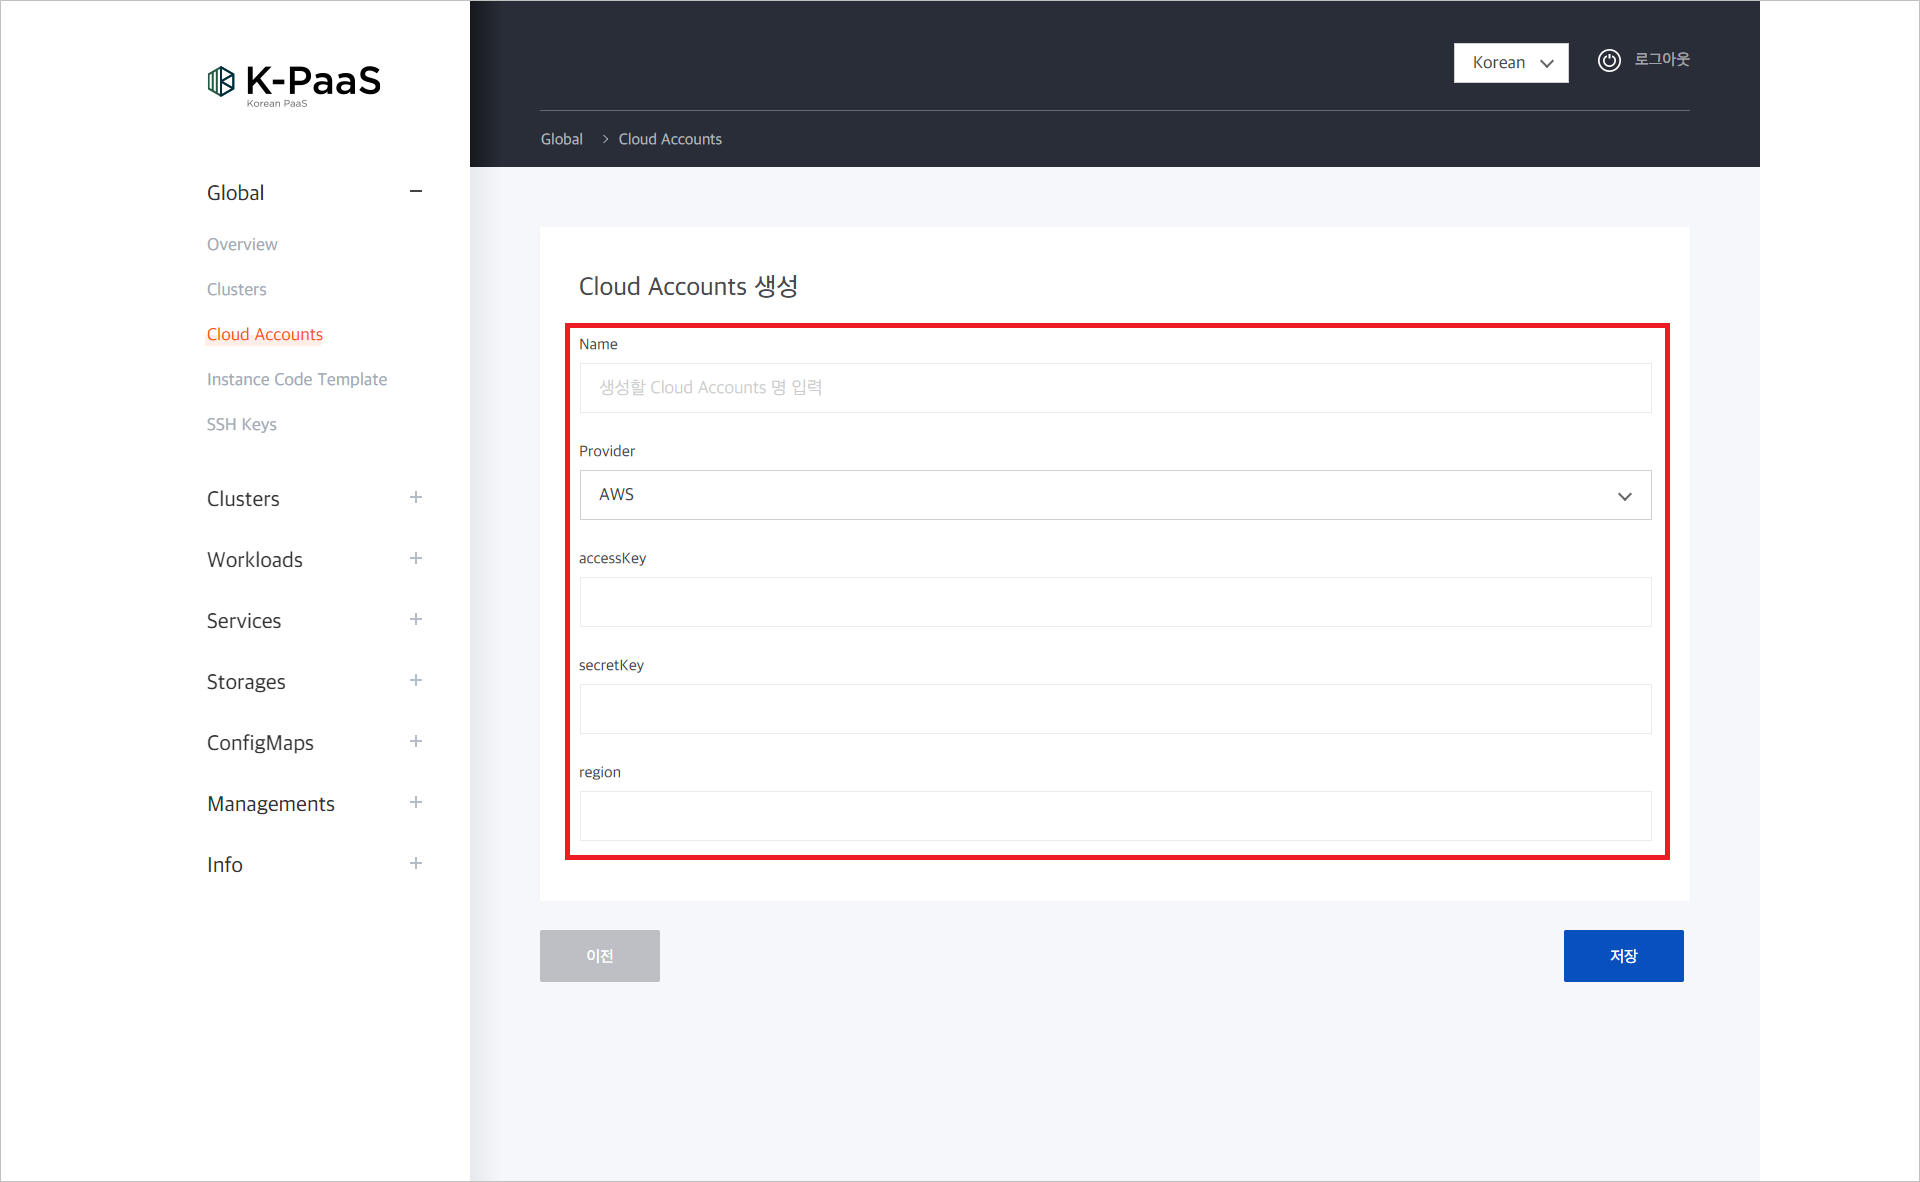 K-PaaS
Korean PaaS
Korean
로그아웃
Global > Cloud Accounts
Global
Overview
Clusters
Cloud Accounts
Instance Code Template
SSH Keys
Clusters
Workloads
Services
Storages
ConfigMaps
Managements
Info
Cloud Accounts 생성
Name
생성할 Cloud Accounts 명 입력
Provider
AWS
accessKey
secretKey
region
이전
저장